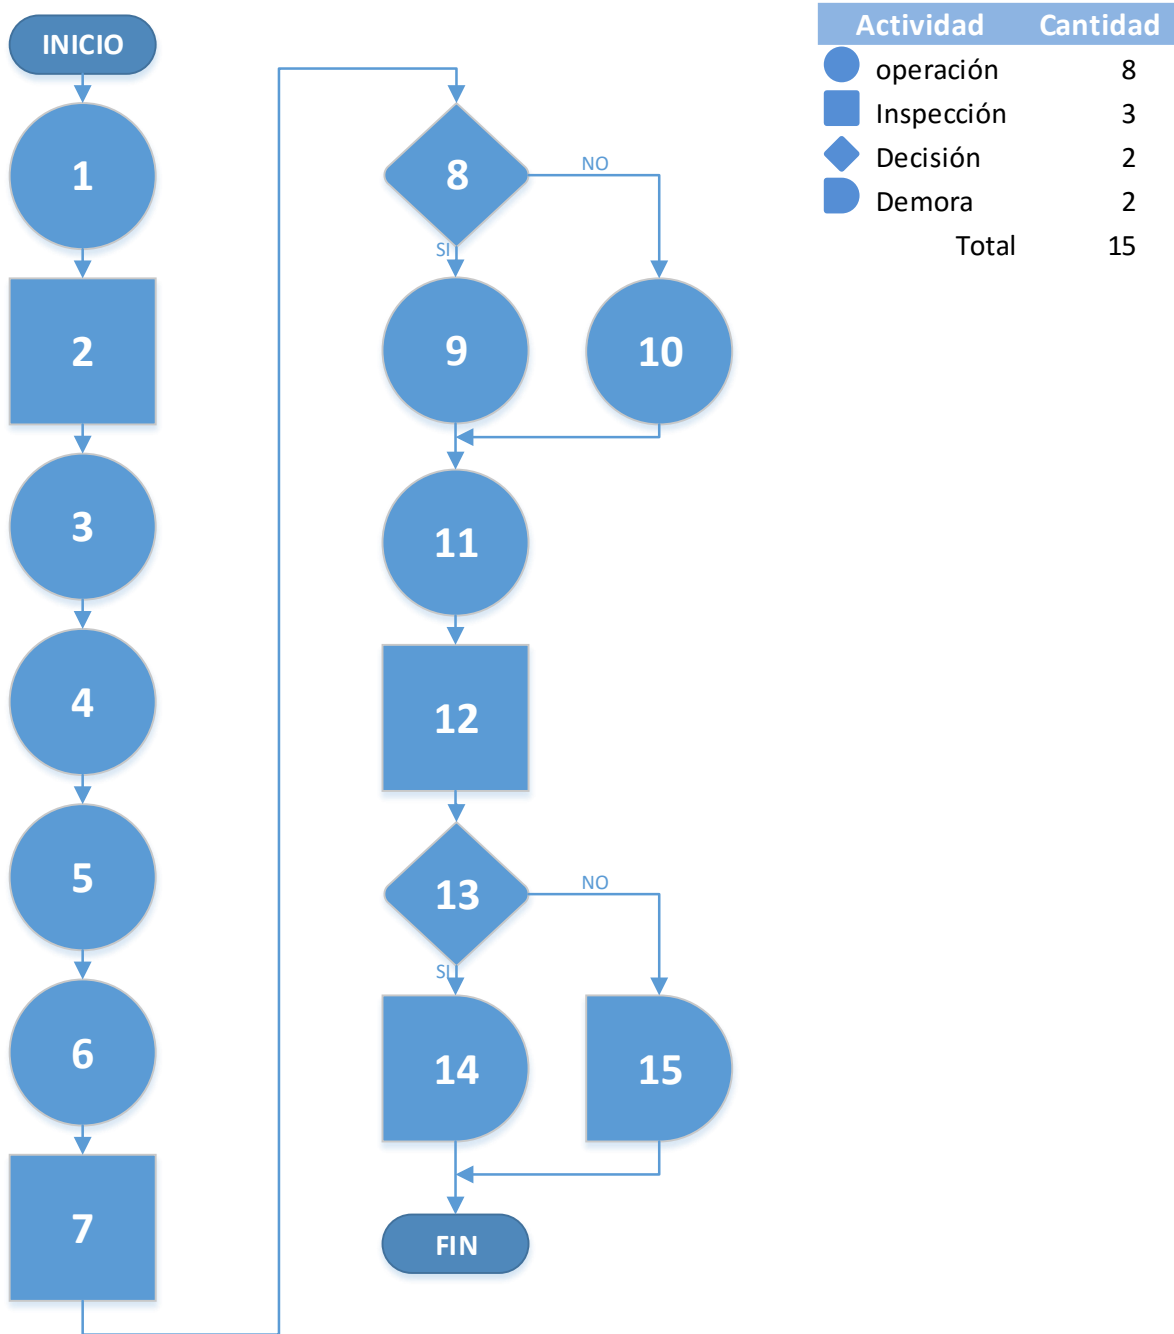 INICIO
1
2
3
4
5
6
7
8
NO
SI
9
10
11
12
13
NO
SI
14
15
FIN
Actividad Cantidad
operación 8
Inspección 3
Decisión 2
Demora 2
Total 15